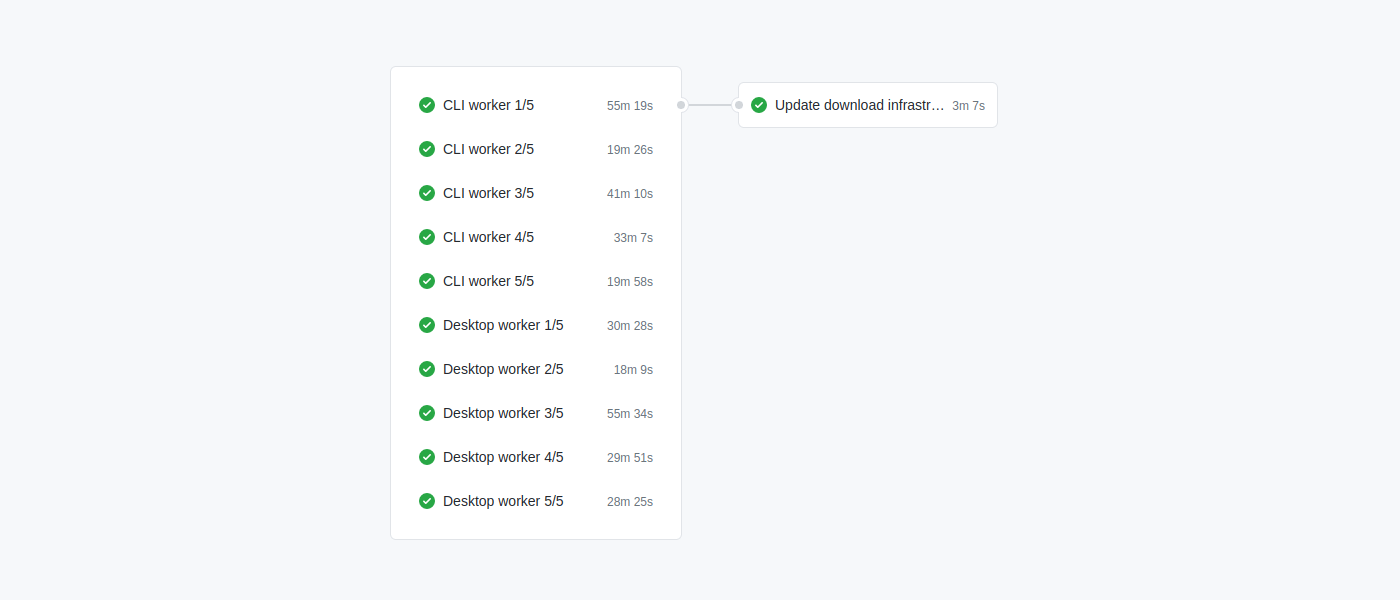 CLI worker 1/5 55m 19s
Update download infrastr… 3m 7s
CLI worker 2/5 19m 26s
CLI worker 3/5 41m 10s
CLI worker 4/5 33m 7s
CLI worker 5/5 19m 58s
Desktop worker 1/5 30m 28s
Desktop worker 2/5 18m 9s
Desktop worker 3/5 55m 34s
Desktop worker 4/5 29m 51s
Desktop worker 5/5 28m 25s